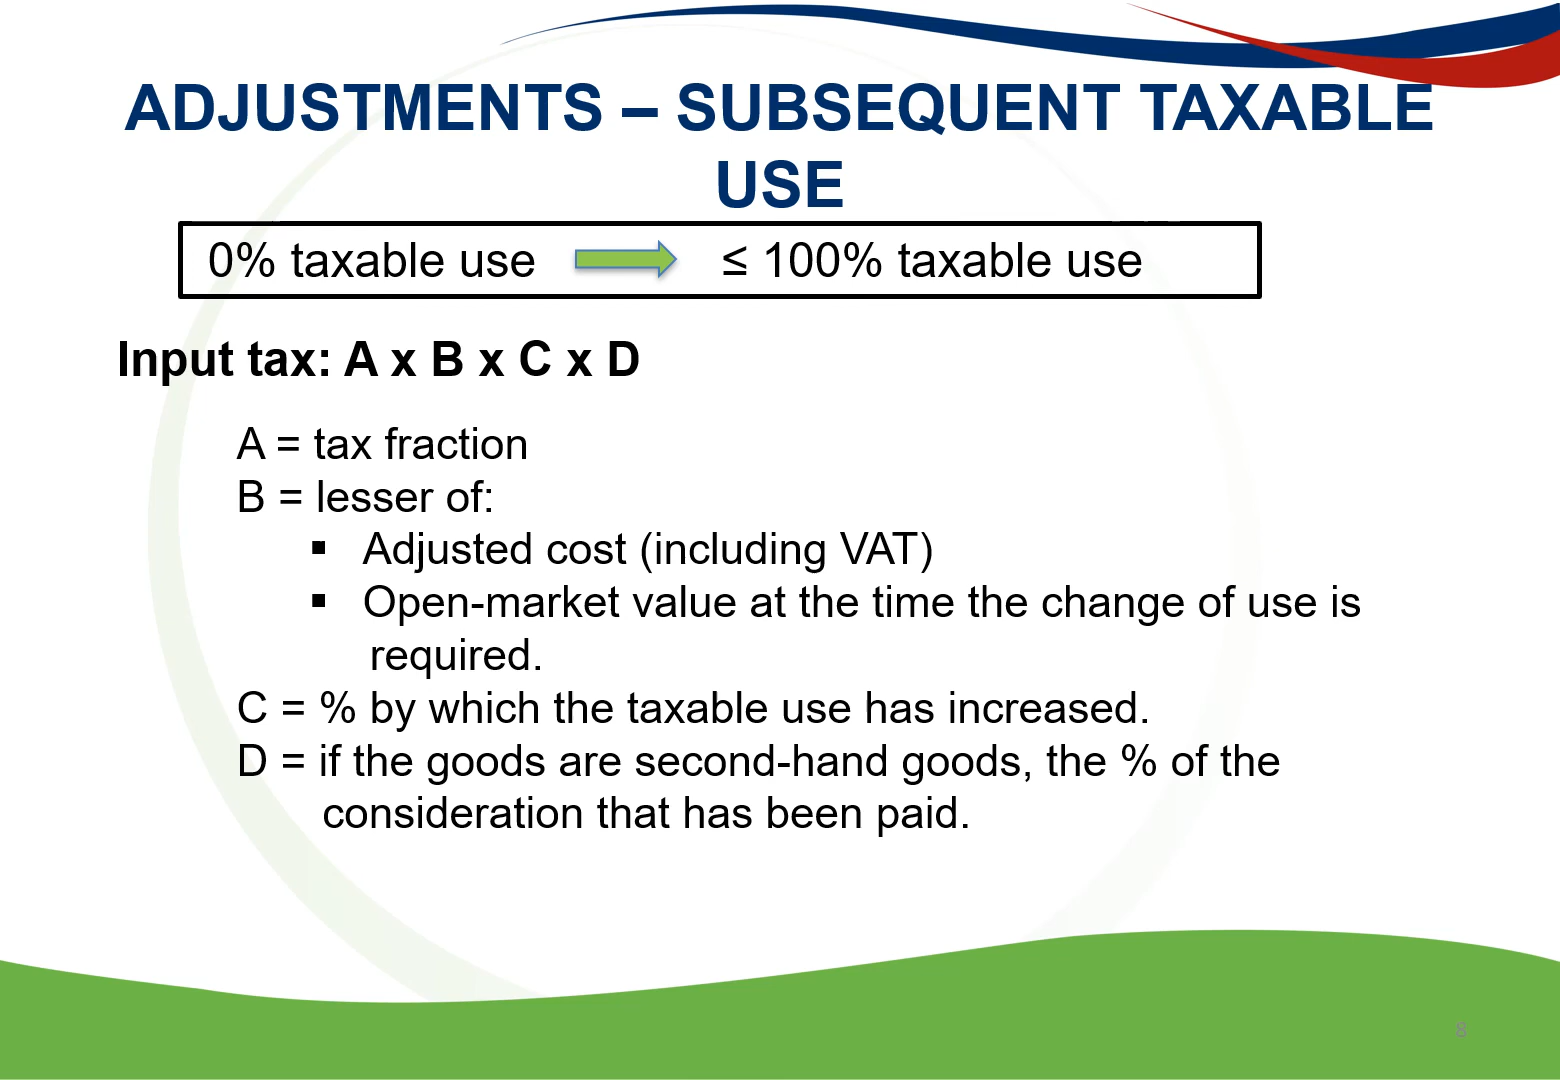 ADJUSTMENTS – SUBSEQUENT TAXABLE
USE
0% taxable use ≤ 100% taxable use
Input tax: A x B x C x D
A = tax fraction
B = lesser of:
▪ Adjusted cost (including VAT)
▪ Open-market value at the time the change of use is
required.
C = % by which the taxable use has increased.
D = if the goods are second-hand goods, the % of the
consideration that has been paid.
8